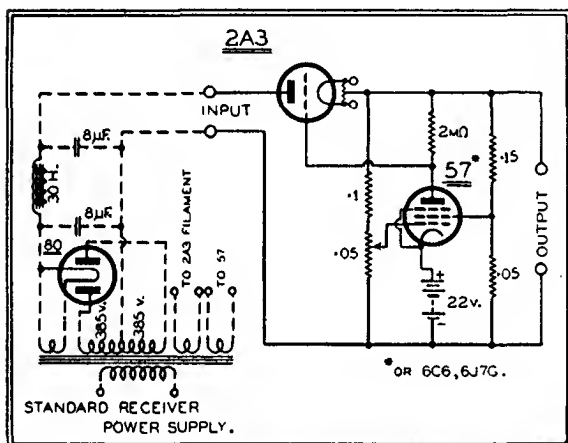 2A3
INPUT
8µF.
30 H.
8µF.
80
385 v.
385 v.
TO 2A3 FILAMENT
TO 57
STANDARD RECEIVER
POWER SUPPLY.
2MΩ
57*
.15
.1
.05
.05
+
22 v.
-
OUTPUT
*OR 6C6, 6J7G.